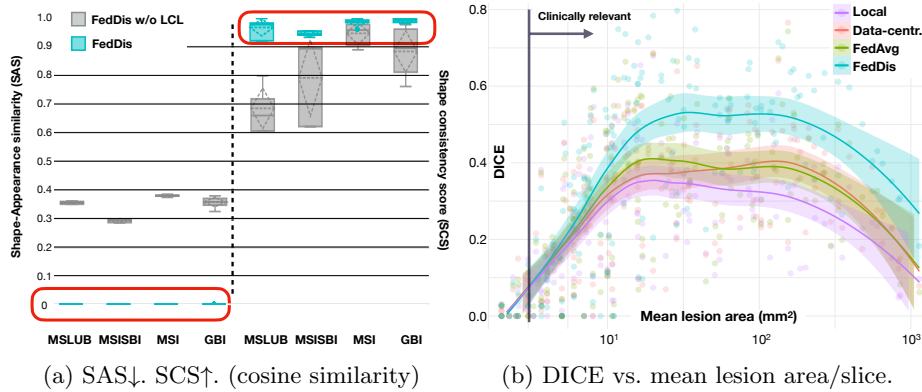 FedDis w/o LCL
FedDis
Shape-Appearance similarity (SAS)
1.0
0.9
0.8
0.7
0.6
0.5
0.4
0.3
0.2
0.1
0
Shape consistency score (SCS)
MSLUB MSISBI MSI GBI MSLUB MSISBI MSI GBI
(a) SAS↓. SCS↑. (cosine similarity)
Clinically relevant
Local
Data-centr.
FedAvg
FedDis
DICE
0.8
0.6
0.4
0.2
0.0
10¹ 10² 10³
Mean lesion area (mm²)
(b) DICE vs. mean lesion area/slice.